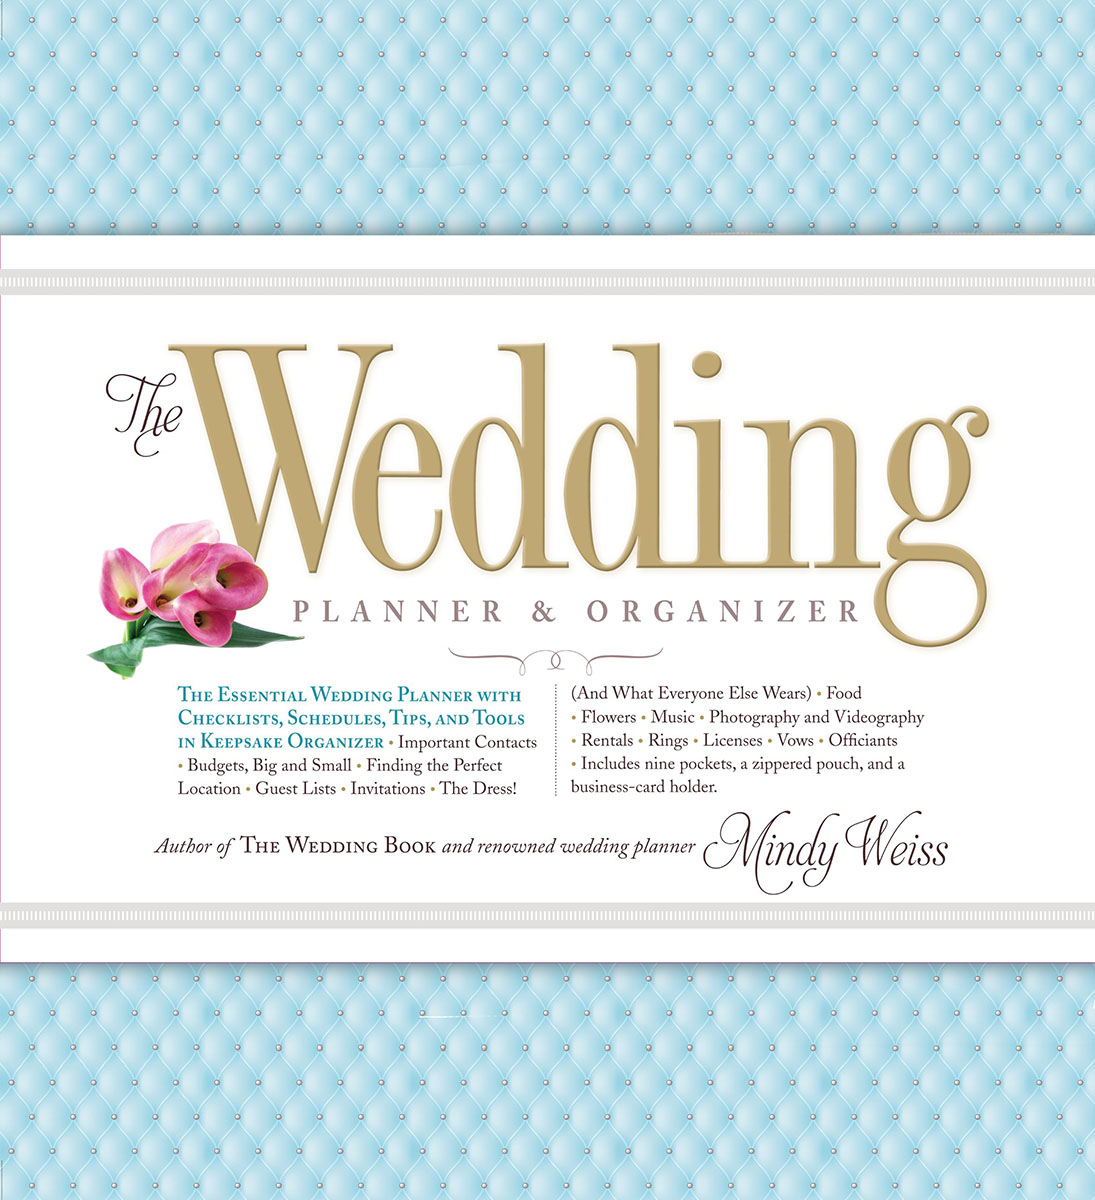 The Wedding
PLANNER & ORGANIZER
THE ESSENTIAL WEDDING PLANNER WITH
CHECKLISTS, SCHEDULES, TIPS, AND TOOLS
IN KEEPSAKE ORGANIZER • Important Contacts
• Budgets, Big and Small • Finding the Perfect
Location • Guest Lists • Invitations • The Dress!
(And What Everyone Else Wears) • Food
• Flowers • Music • Photography and Videography
• Rentals • Rings • Licenses • Vows • Officiants
• Includes nine pockets, a zippered pouch, and a
business-card holder.
Author of THE WEDDING BOOK and renowned wedding planner Mindy Weiss